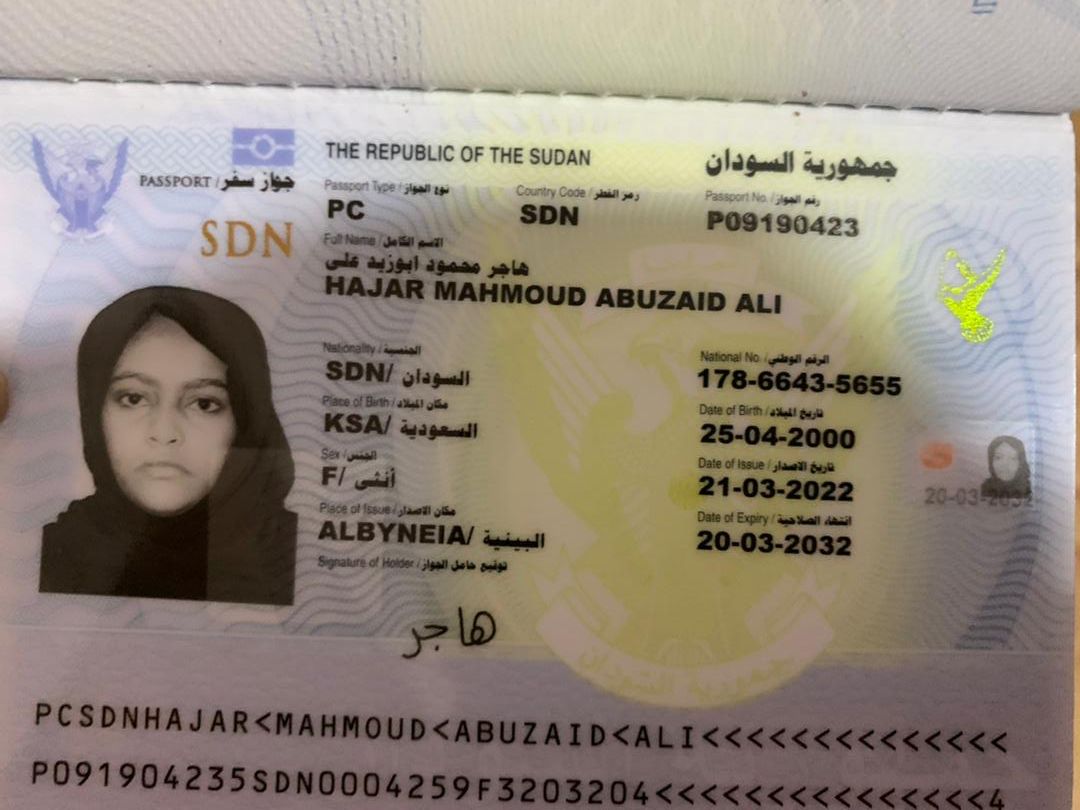 THE REPUBLIC OF THE SUDAN جمهورية السودان
PASSPORT / جواز سفر
Passport Type / نوع الجواز Country Code / رمز القطر Passport No. / رقم الجواز
PC SDN P09190423
SDN
Full Name / الاسم الكامل
هاجر محمود ابوزيد على
HAJAR MAHMOUD ABUZAID ALI
Nationality / الجنسية National No. / الرقم الوطني
SDN/ السودان 178-6643-5655
Place of Birth / مكان الميلاد Date of Birth / تاريخ الميلاد
KSA/ السعودية 25-04-2000
Sex / الجنس Date of Issue / تاريخ الاصدار
F/ أنثى 21-03-2022
Place of Issue / مكان الاصدار Date of Expiry / انتهاء الصلاحية
ALBYNEIA/ البينية 20-03-2032
20-03-2032
Signature of Holder / توقيع حامل الجواز
هاجر
جمهورية السودان
PCSDNHAJAR<MAHMOUD<ABUZAID<ALI<<<<<<<<<<<<<<
P091904235SDN0004259F3203204<<<<<<<<<<<<<<<4